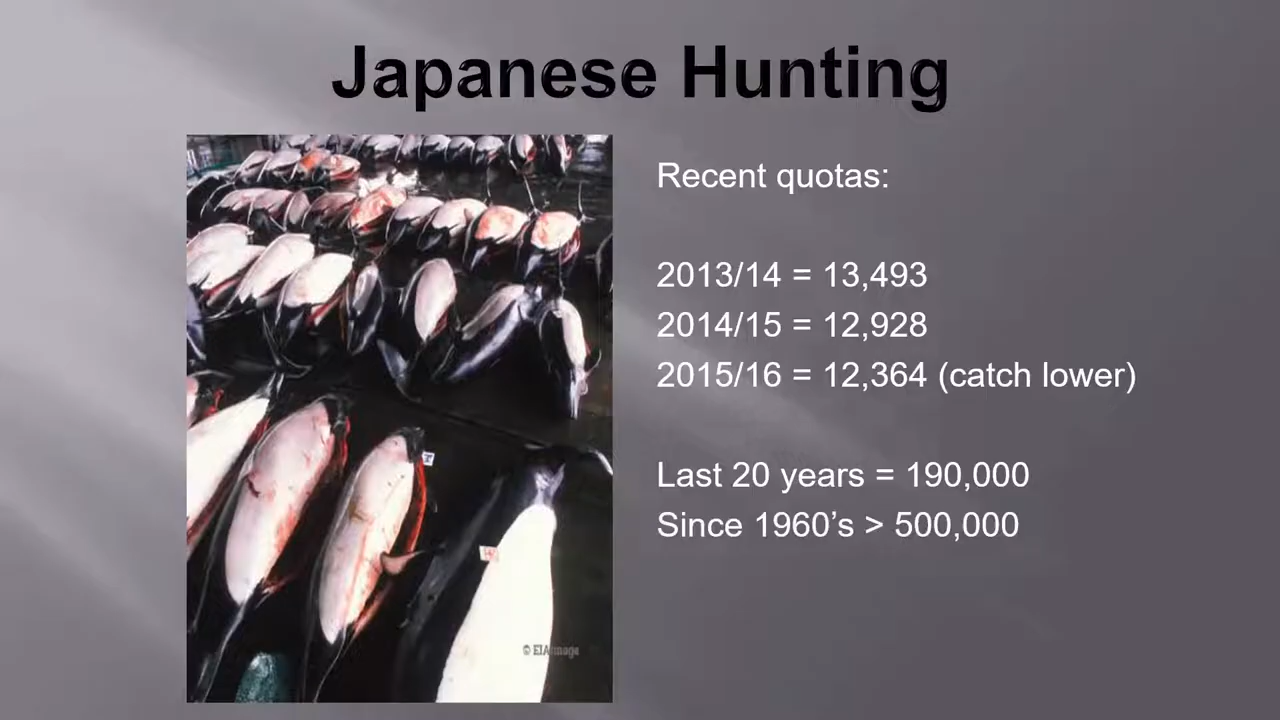 Japanese Hunting
Recent quotas:
2013/14 = 13,493
2014/15 = 12,928
2015/16 = 12,364 (catch lower)
Last 20 years = 190,000
Since 1960’s > 500,000
© EIAimage